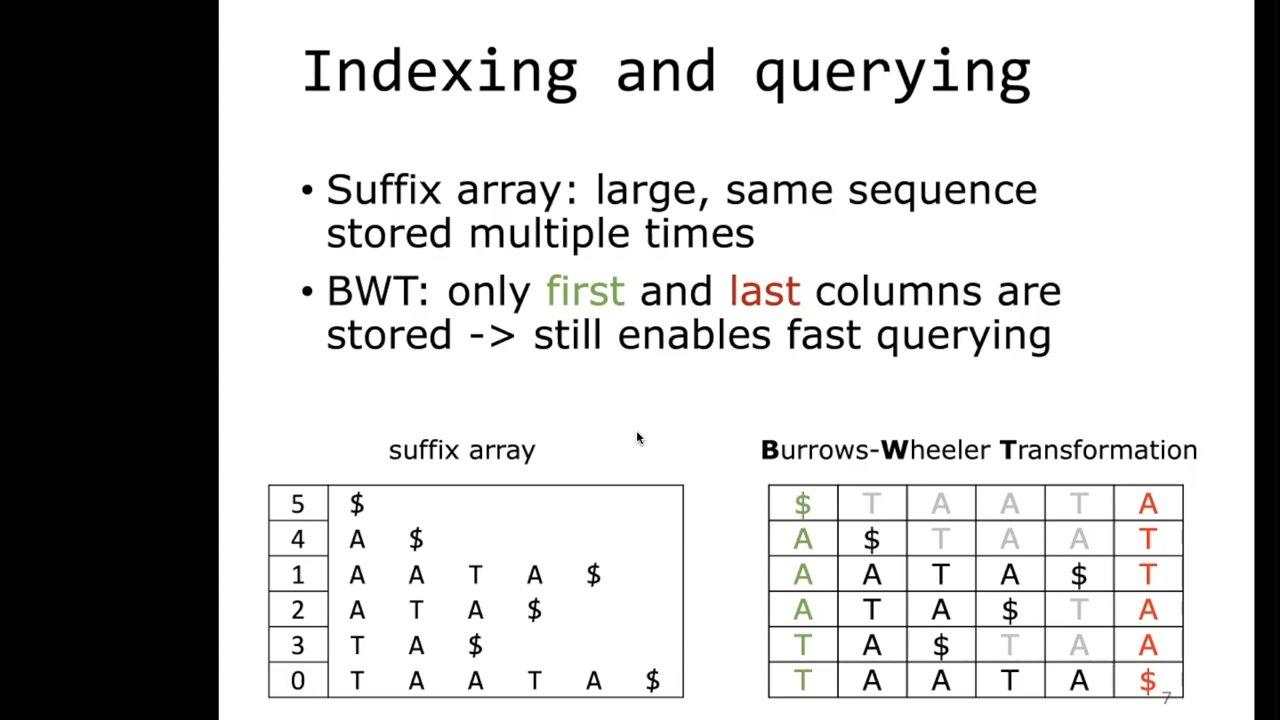 Indexing and querying
• Suffix array: large, same sequence
stored multiple times
• BWT: only first and last columns are
stored -> still enables fast querying
suffix array
5 $
4 A $
1 A A T A $
2 A T A $
3 T A $
0 T A A T A $
Burrows-Wheeler Transformation
$ T A A T A
A $ T A A T
A A T A $ T
A T A $ T A
T A $ T A A
T A A T A $
7